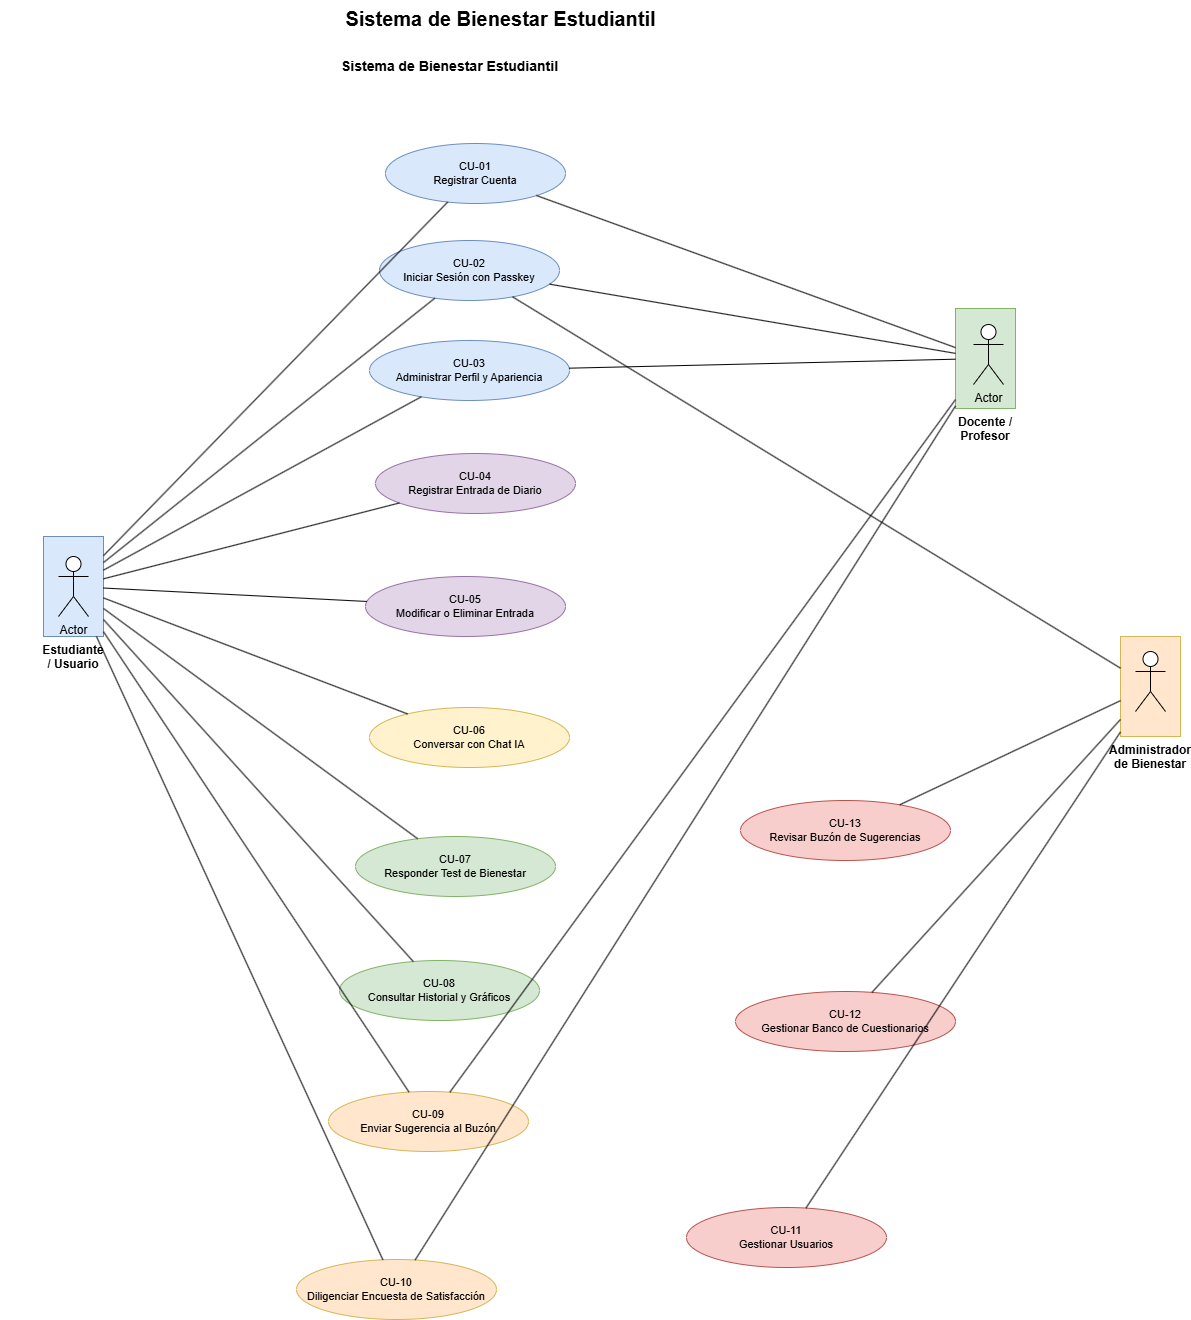 Sistema de Bienestar Estudiantil
Sistema de Bienestar Estudiantil
CU-01
Registrar Cuenta
CU-02
Iniciar Sesión con Passkey
CU-03
Administrar Perfil y Apariencia
Actor
Docente /
Profesor
CU-04
Registrar Entrada de Diario
CU-05
Modificar o Eliminar Entrada
Actor
Estudiante
/ Usuario
CU-06
Conversar con Chat IA
Administrador
de Bienestar
CU-13
Revisar Buzón de Sugerencias
CU-07
Responder Test de Bienestar
CU-08
Consultar Historial y Gráficos
CU-12
Gestionar Banco de Cuestionarios
CU-09
Enviar Sugerencia al Buzón
CU-11
Gestionar Usuarios
CU-10
Diligenciar Encuesta de Satisfacción